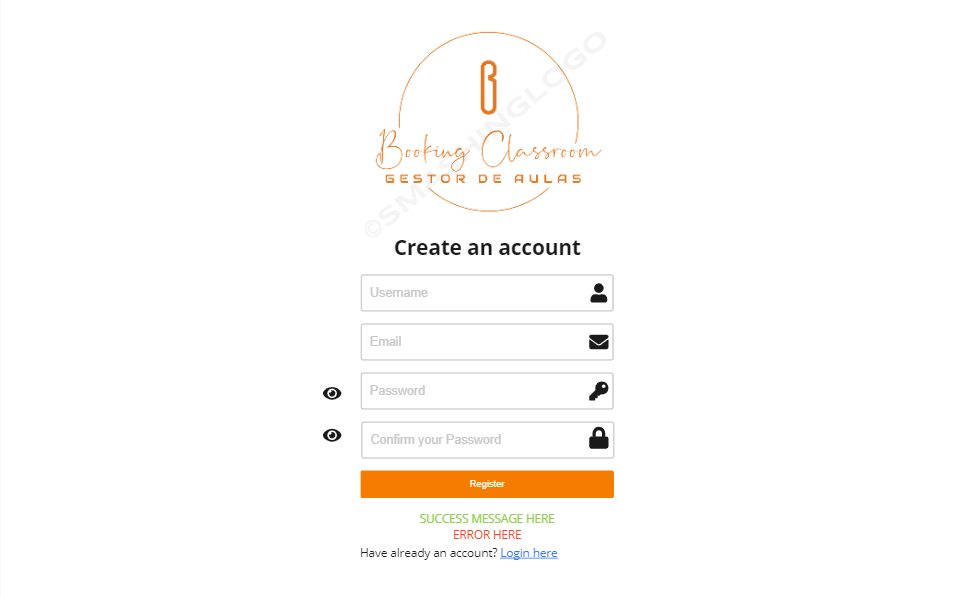 B
Booking Classroom
GESTOR DE AULAS
©SMASHINGLOGO
Create an account
Username
Email
Password
Confirm your Password
Register
SUCCESS MESSAGE HERE
ERROR HERE
Have already an account? Login here